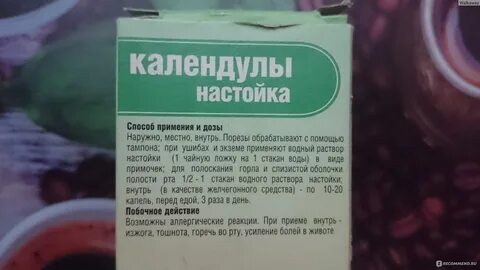 Walkaway
КАЛЕНДУЛЫ
НАСТОЙКА
Способ применения и дозы
Наружно, местно, внутрь. Порезы обрабатывают с помощью
тампона; при ушибах и экземе применяют водный раствор
настойки (1 чайную ложку на 1 стакан воды) в виде
примочек; для полоскания горла и слизистой оболочки
полости рта 1/2 - 1 стакан водного раствора настойки;
внутрь (в качестве желчегонного средства) - по 10-20
капель, перед едой, 3 раза в день.
Побочное действие
Возможны аллергические реакции. При приеме внутрь -
изжога, тошнота, горечь во рту, усиление болей в животе.
RECOMMEND.RU